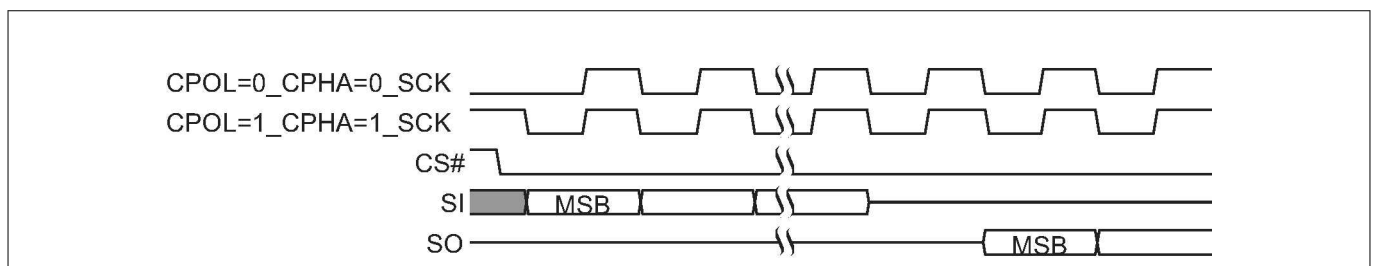 CPOL=0_CPHA=0_SCK
CPOL=1_CPHA=1_SCK
CS#
SI MSB
SO MSB